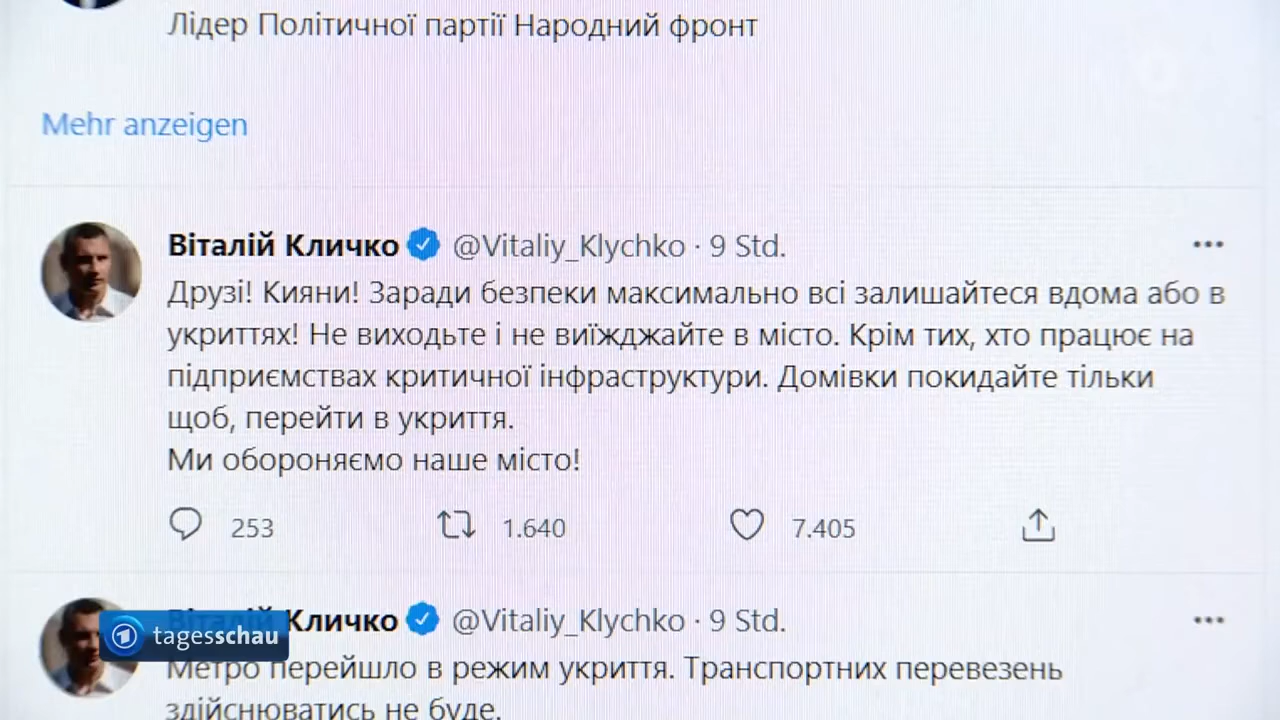 Лідер Політичної партії Народний фронт
Mehr anzeigen
Віталій Кличко @Vitaliy_Klychko · 9 Std.
Друзі! Кияни! Заради безпеки максимально всі залишайтеся вдома або в
укриттях! Не виходьте і не виїжджайте в місто. Крім тих, хто працює на
підприємствах критичної інфраструктури. Домівки покидайте тільки
щоб, перейти в укриття.
Ми обороняємо наше місто!
253 1.640 7.405
Віталій Кличко @Vitaliy_Klychko · 9 Std.
tagesschau
Метро перейшло в режим укриття. Транспортних перевезень
здійснюватись не буде.